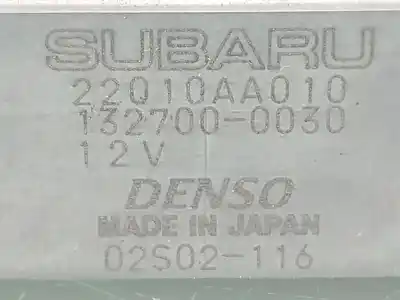 SUBARU
22010AA010
132700-0030
12V
DENSO
MADE IN JAPAN
02S02-116